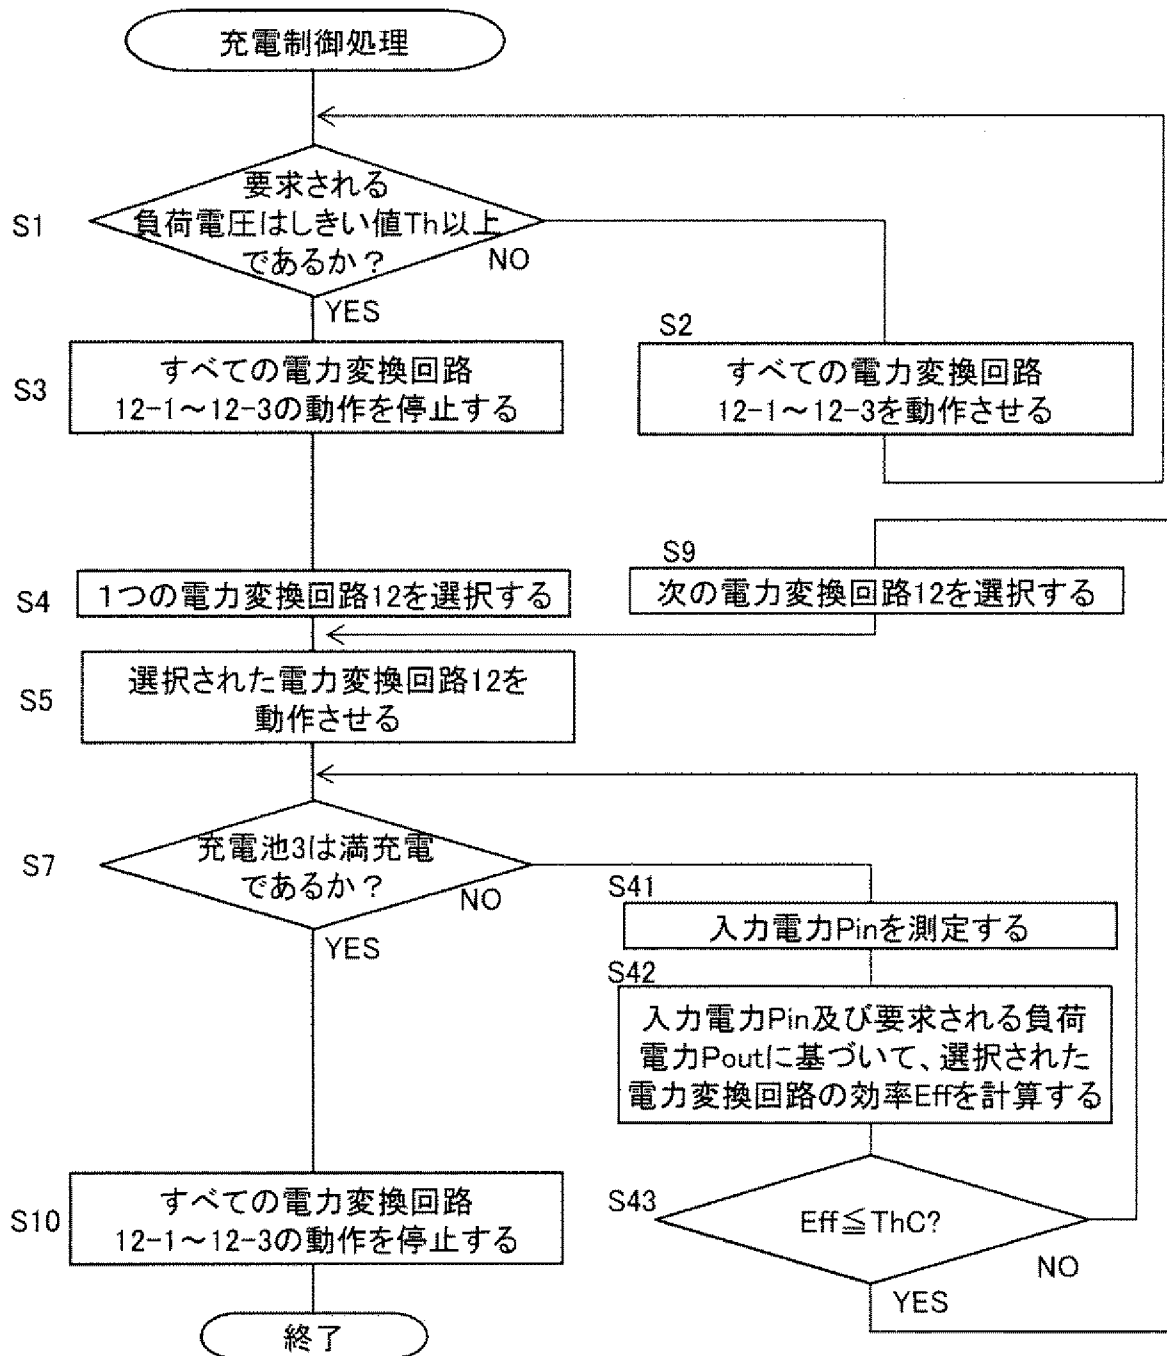 充電制御処理
S1
要求される
負荷電圧はしきい値Th以上
であるか？
NO
YES
S2
すべての電力変換回路
12-1～12-3を動作させる
S3
すべての電力変換回路
12-1～12-3の動作を停止する
S4
1つの電力変換回路12を選択する
S9
次の電力変換回路12を選択する
S5
選択された電力変換回路12を
動作させる
S7
充電池3は満充電
であるか？
NO
YES
S41
入力電力Pinを測定する
S42
入力電力Pin及び要求される負荷
電力Poutに基づいて、選択された
電力変換回路の効率Effを計算する
S43
Eff≦ThC?
NO
YES
S10
すべての電力変換回路
12-1～12-3の動作を停止する
終了